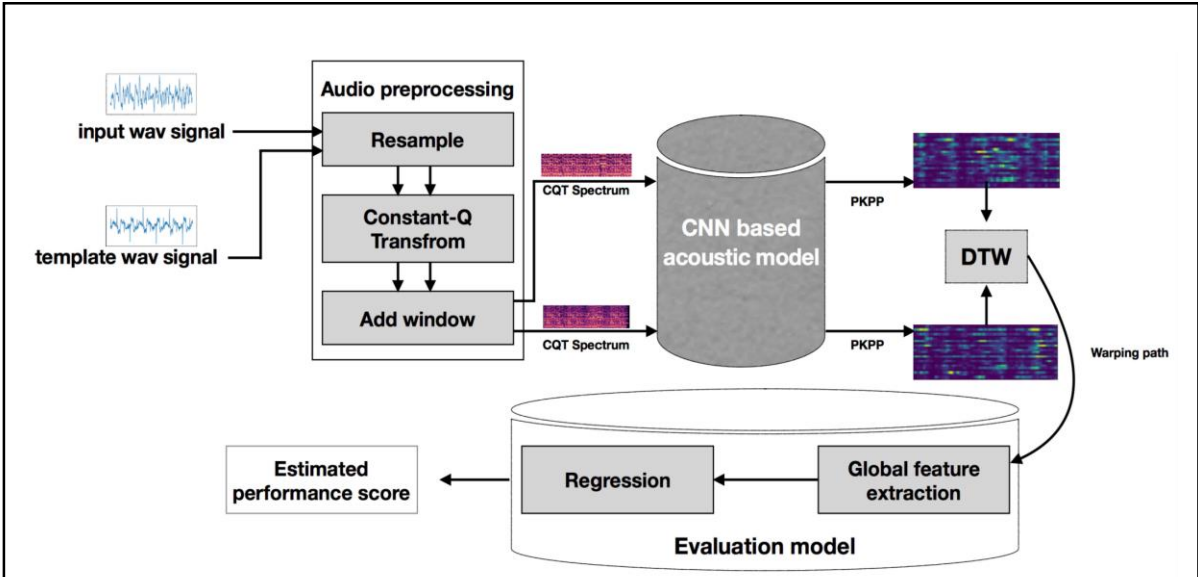 Audio preprocessing
input wav signal
Resample
template wav signal
Constant-Q
Transfrom
Add window
CQT Spectrum
CQT Spectrum
CNN based
acoustic model
PKPP
PKPP
DTW
Warping path
Global feature
extraction
Regression
Evaluation model
Estimated
performance score